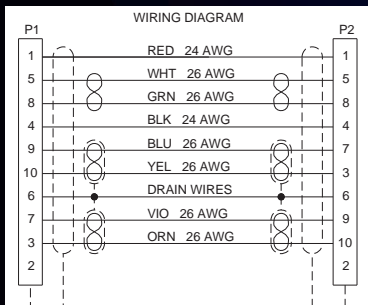 WIRING DIAGRAM
P1 P2
1 RED 24 AWG 1
5 WHT 26 AWG 5
8 GRN 26 AWG 8
4 BLK 24 AWG 4
9 BLU 26 AWG 7
10 YEL 26 AWG 3
6 DRAIN WIRES 6
7 VIO 26 AWG 9
3 ORN 26 AWG 10
2 2